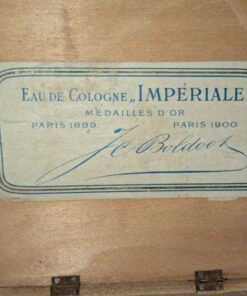 EAU DE COLOGNE „IMPÉRIALE
MÉDAILLES D'OR
PARIS 1889 PARIS 1900
J. C. Boldoot